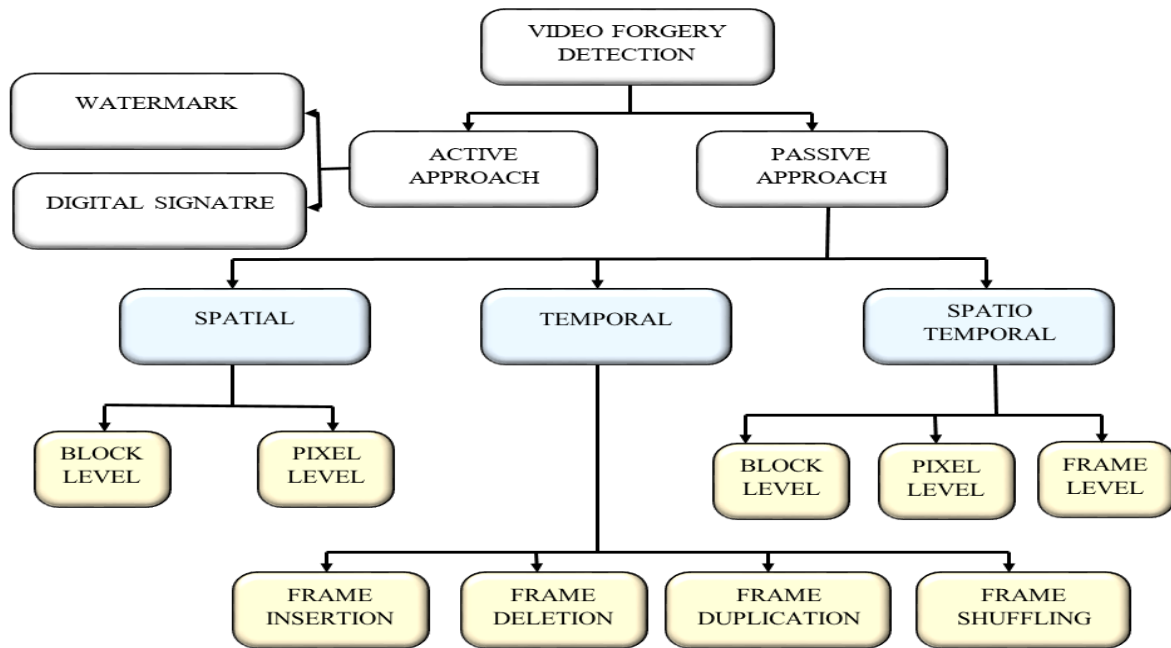 VIDEO FORGERY
DETECTION
WATERMARK
DIGITAL SIGNATRE
ACTIVE
APPROACH
PASSIVE
APPROACH
SPATIAL
TEMPORAL
SPATIO
TEMPORAL
BLOCK
LEVEL
PIXEL
LEVEL
BLOCK
LEVEL
PIXEL
LEVEL
FRAME
LEVEL
FRAME
INSERTION
FRAME
DELETION
FRAME
DUPLICATION
FRAME
SHUFFLING